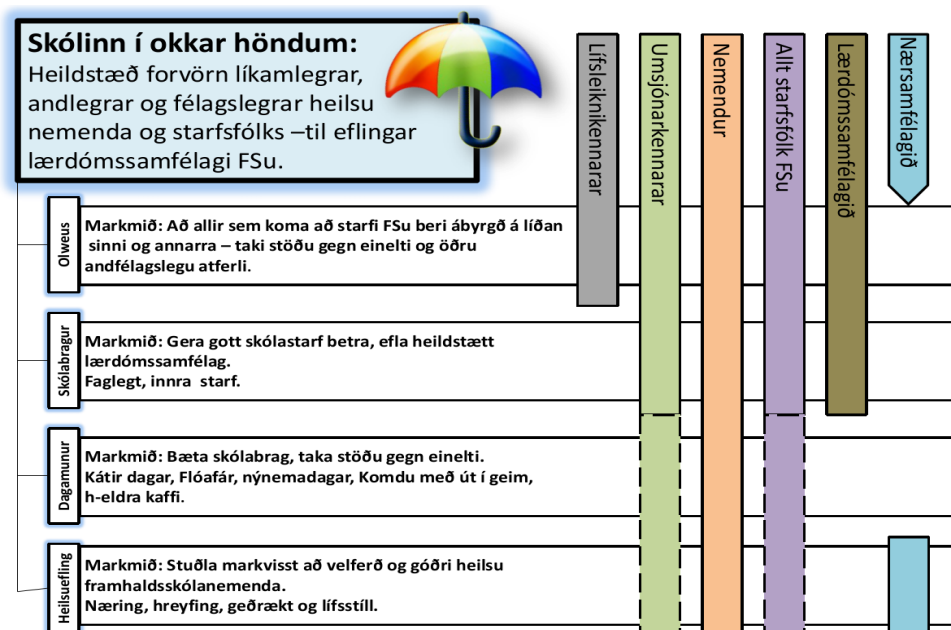 Skólinn í okkar höndum:
Heildstæð forvörn líkamlegrar,
andlegrar og félagslegrar heilsu
nemenda og starfsfólks –til eflingar
lærdómssamfélagi FSu.
Lífsleiknikennarar
Umsjónarkennarar
Nemendur
Allt starfsfólk FSu
Lærdómssamfélagið
Nærsamfélagið
Olweus
Markmið: Að allir sem koma að starfi FSu beri ábyrgð á líðan
sinni og annarra – taki stöðu gegn einelti og öðru
andfélagslegu atferli.
Skólabragur
Markmið: Gera gott skólastarf betra, efla heildstætt
lærdómssamfélag.
Faglegt, innra starf.
Dagamunur
Markmið: Bæta skólabrag, taka stöðu gegn einelti.
Kátir dagar, Flóafár, nýnemadagar, Komdu með út í geim,
h-eldra kaffi.
Heilsuefling
Markmið: Stuðla markvisst að velferð og góðri heilsu
framhaldsskólanemenda.
Næring, hreyfing, geðrækt og lífsstíll.